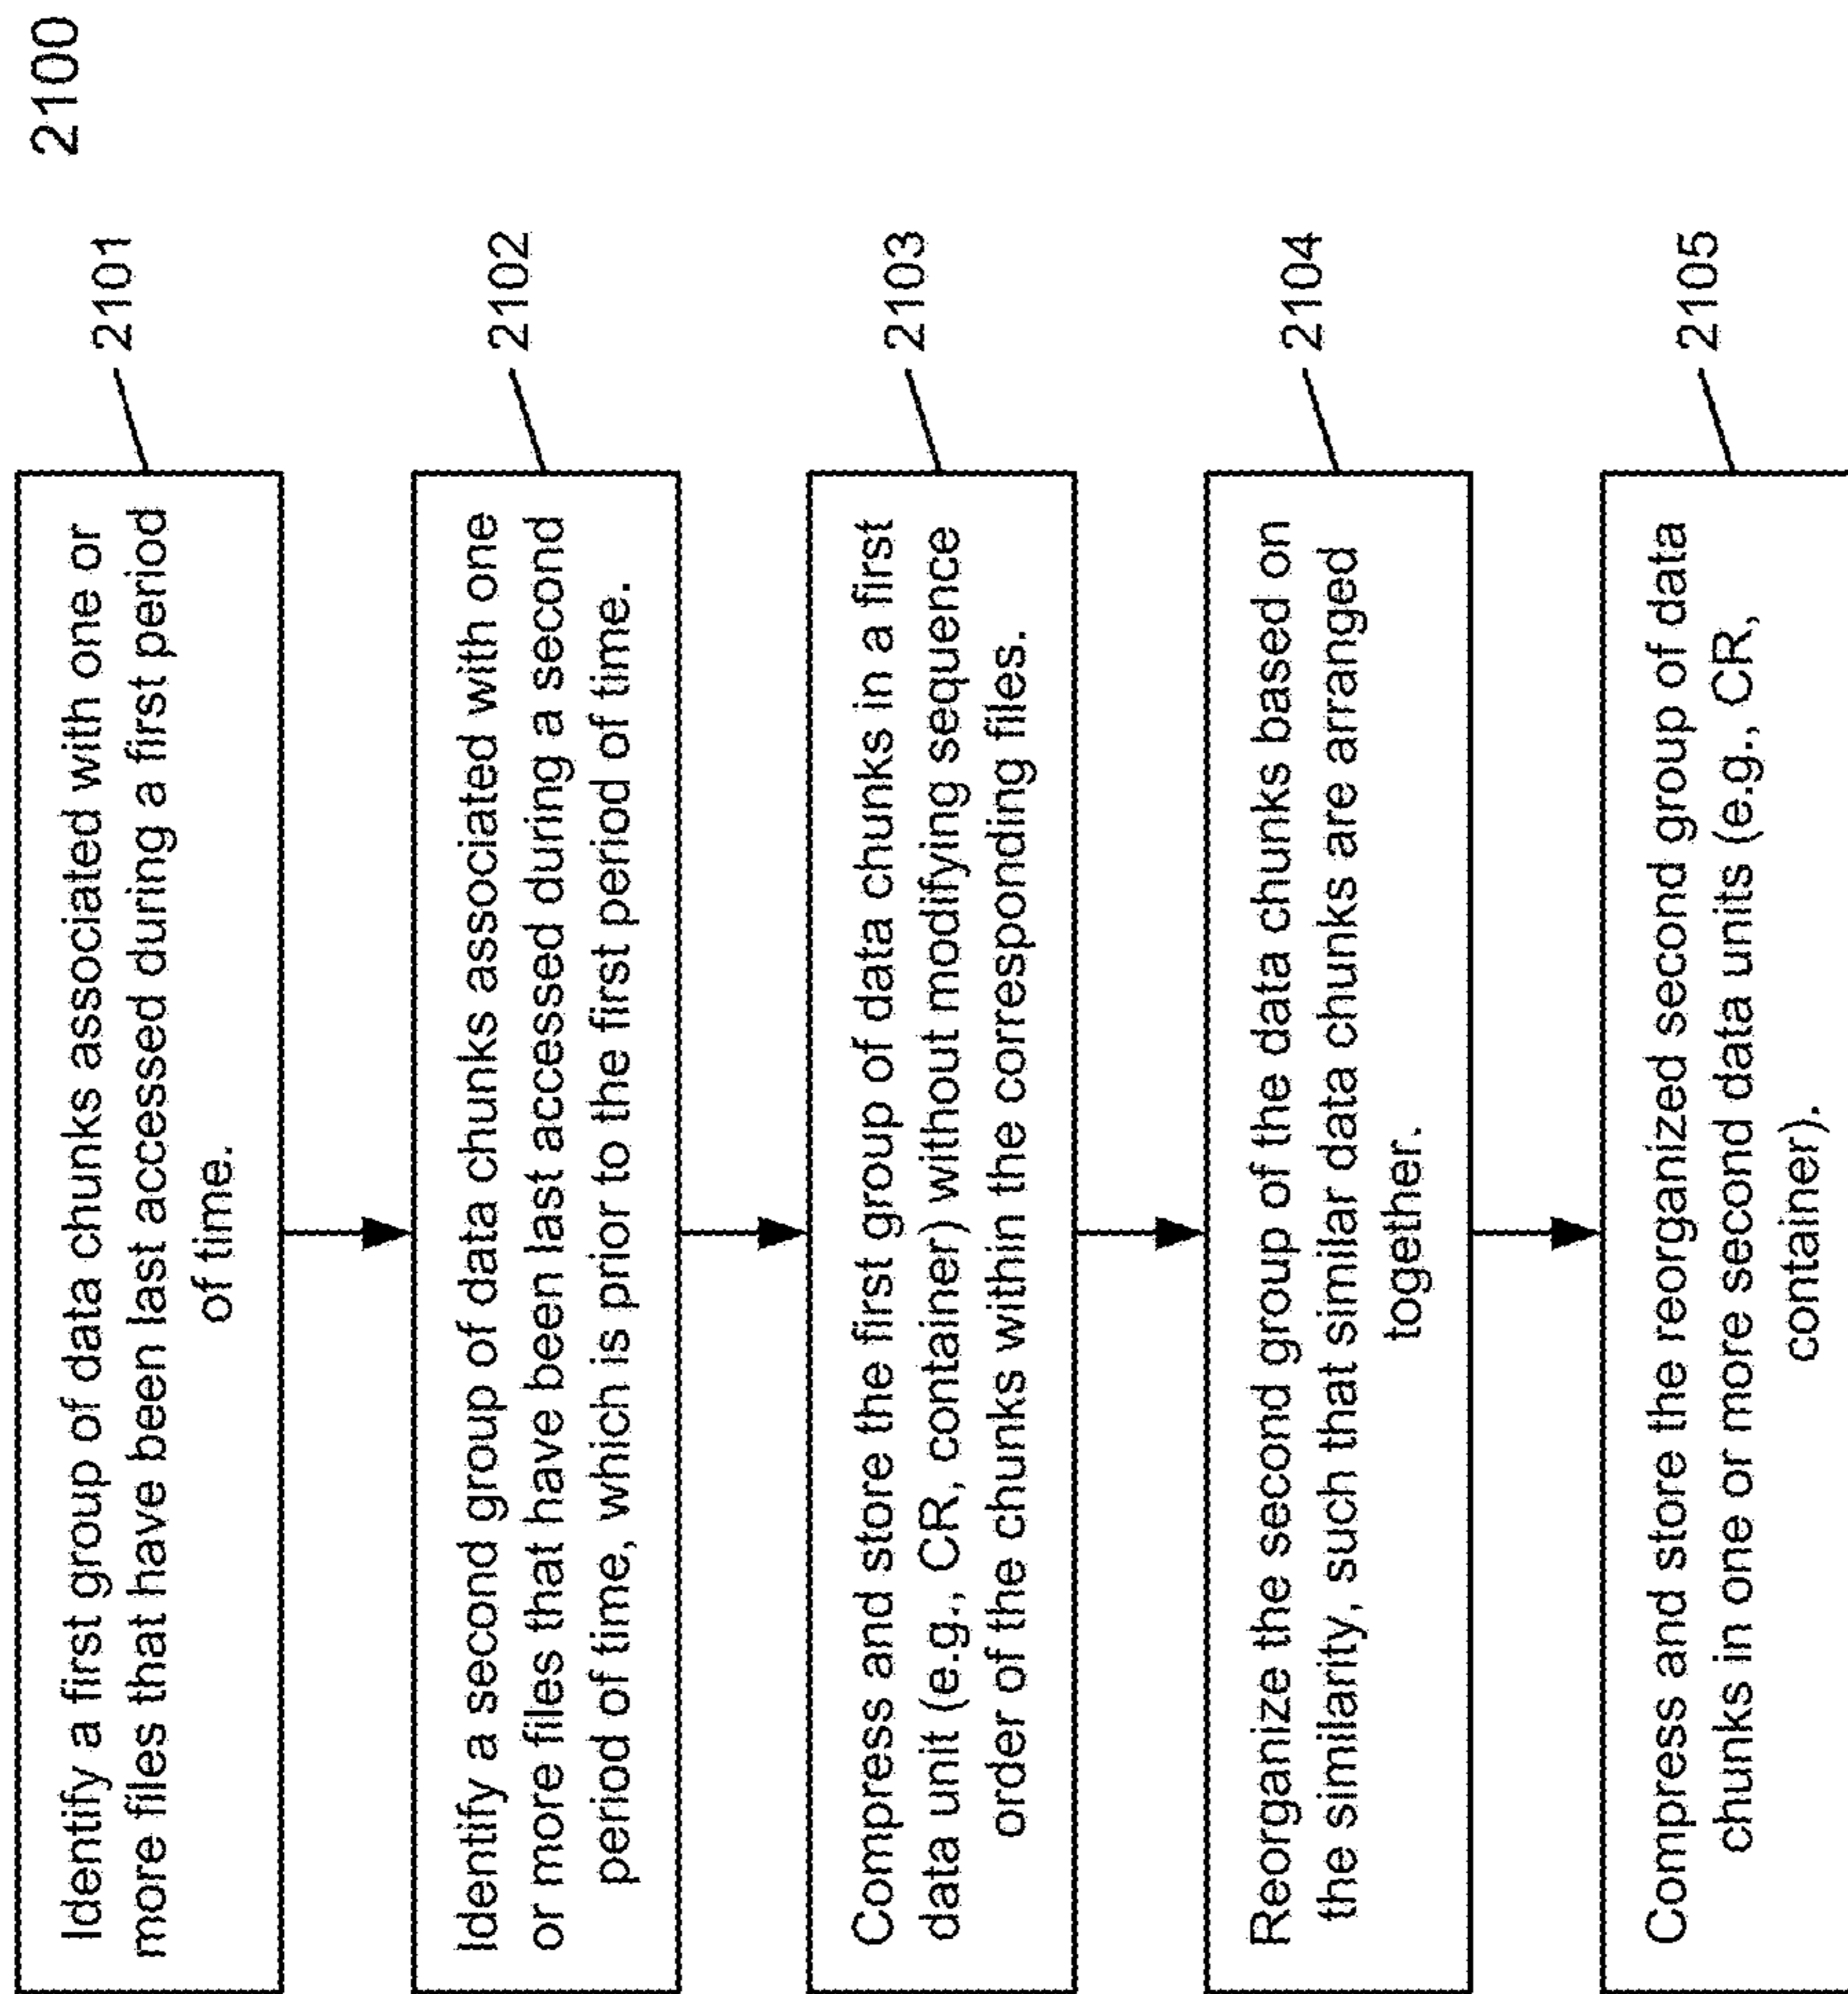 2100
Identify a first group of data chunks associated with one or
more files that have been last accessed during a first period
of time.
2101
Identify a second group of data chunks associated with one
or more files that have been last accessed during a second
period of time, which is prior to the first period of time.
2102
Compress and store the first group of data chunks in a first
data unit (e.g., CR, container) without modifying sequence
order of the chunks within the corresponding files.
2103
Reorganize the second group of the data chunks based on
the similarity, such that similar data chunks are arranged
together.
2104
Compress and store the reorganized second group of data
chunks in one or more second data units (e.g., CR,
container).
2105